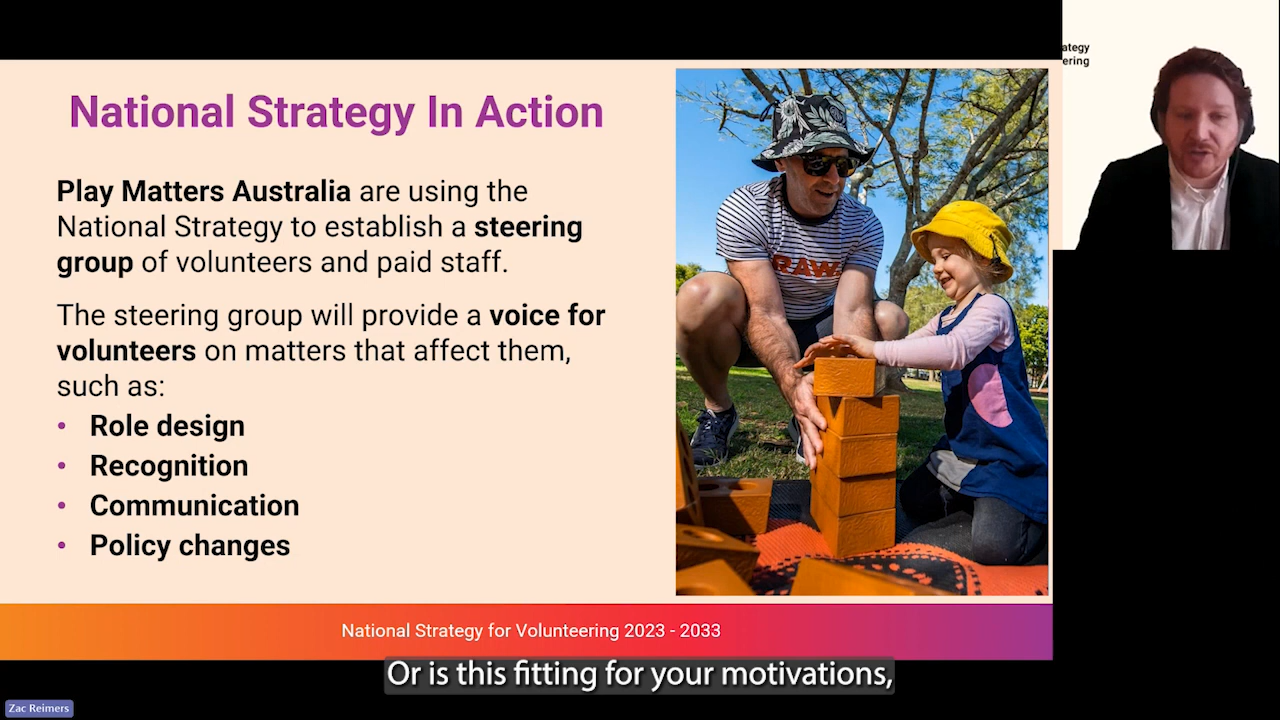 National Strategy In Action
Play Matters Australia are using the
National Strategy to establish a steering
group of volunteers and paid staff.
The steering group will provide a voice for
volunteers on matters that affect them,
such as:
• Role design
• Recognition
• Communication
• Policy changes
RAW
National Strategy for Volunteering 2023 - 2033
ategy
ering
Or is this fitting for your motivations,
Zac Reimers